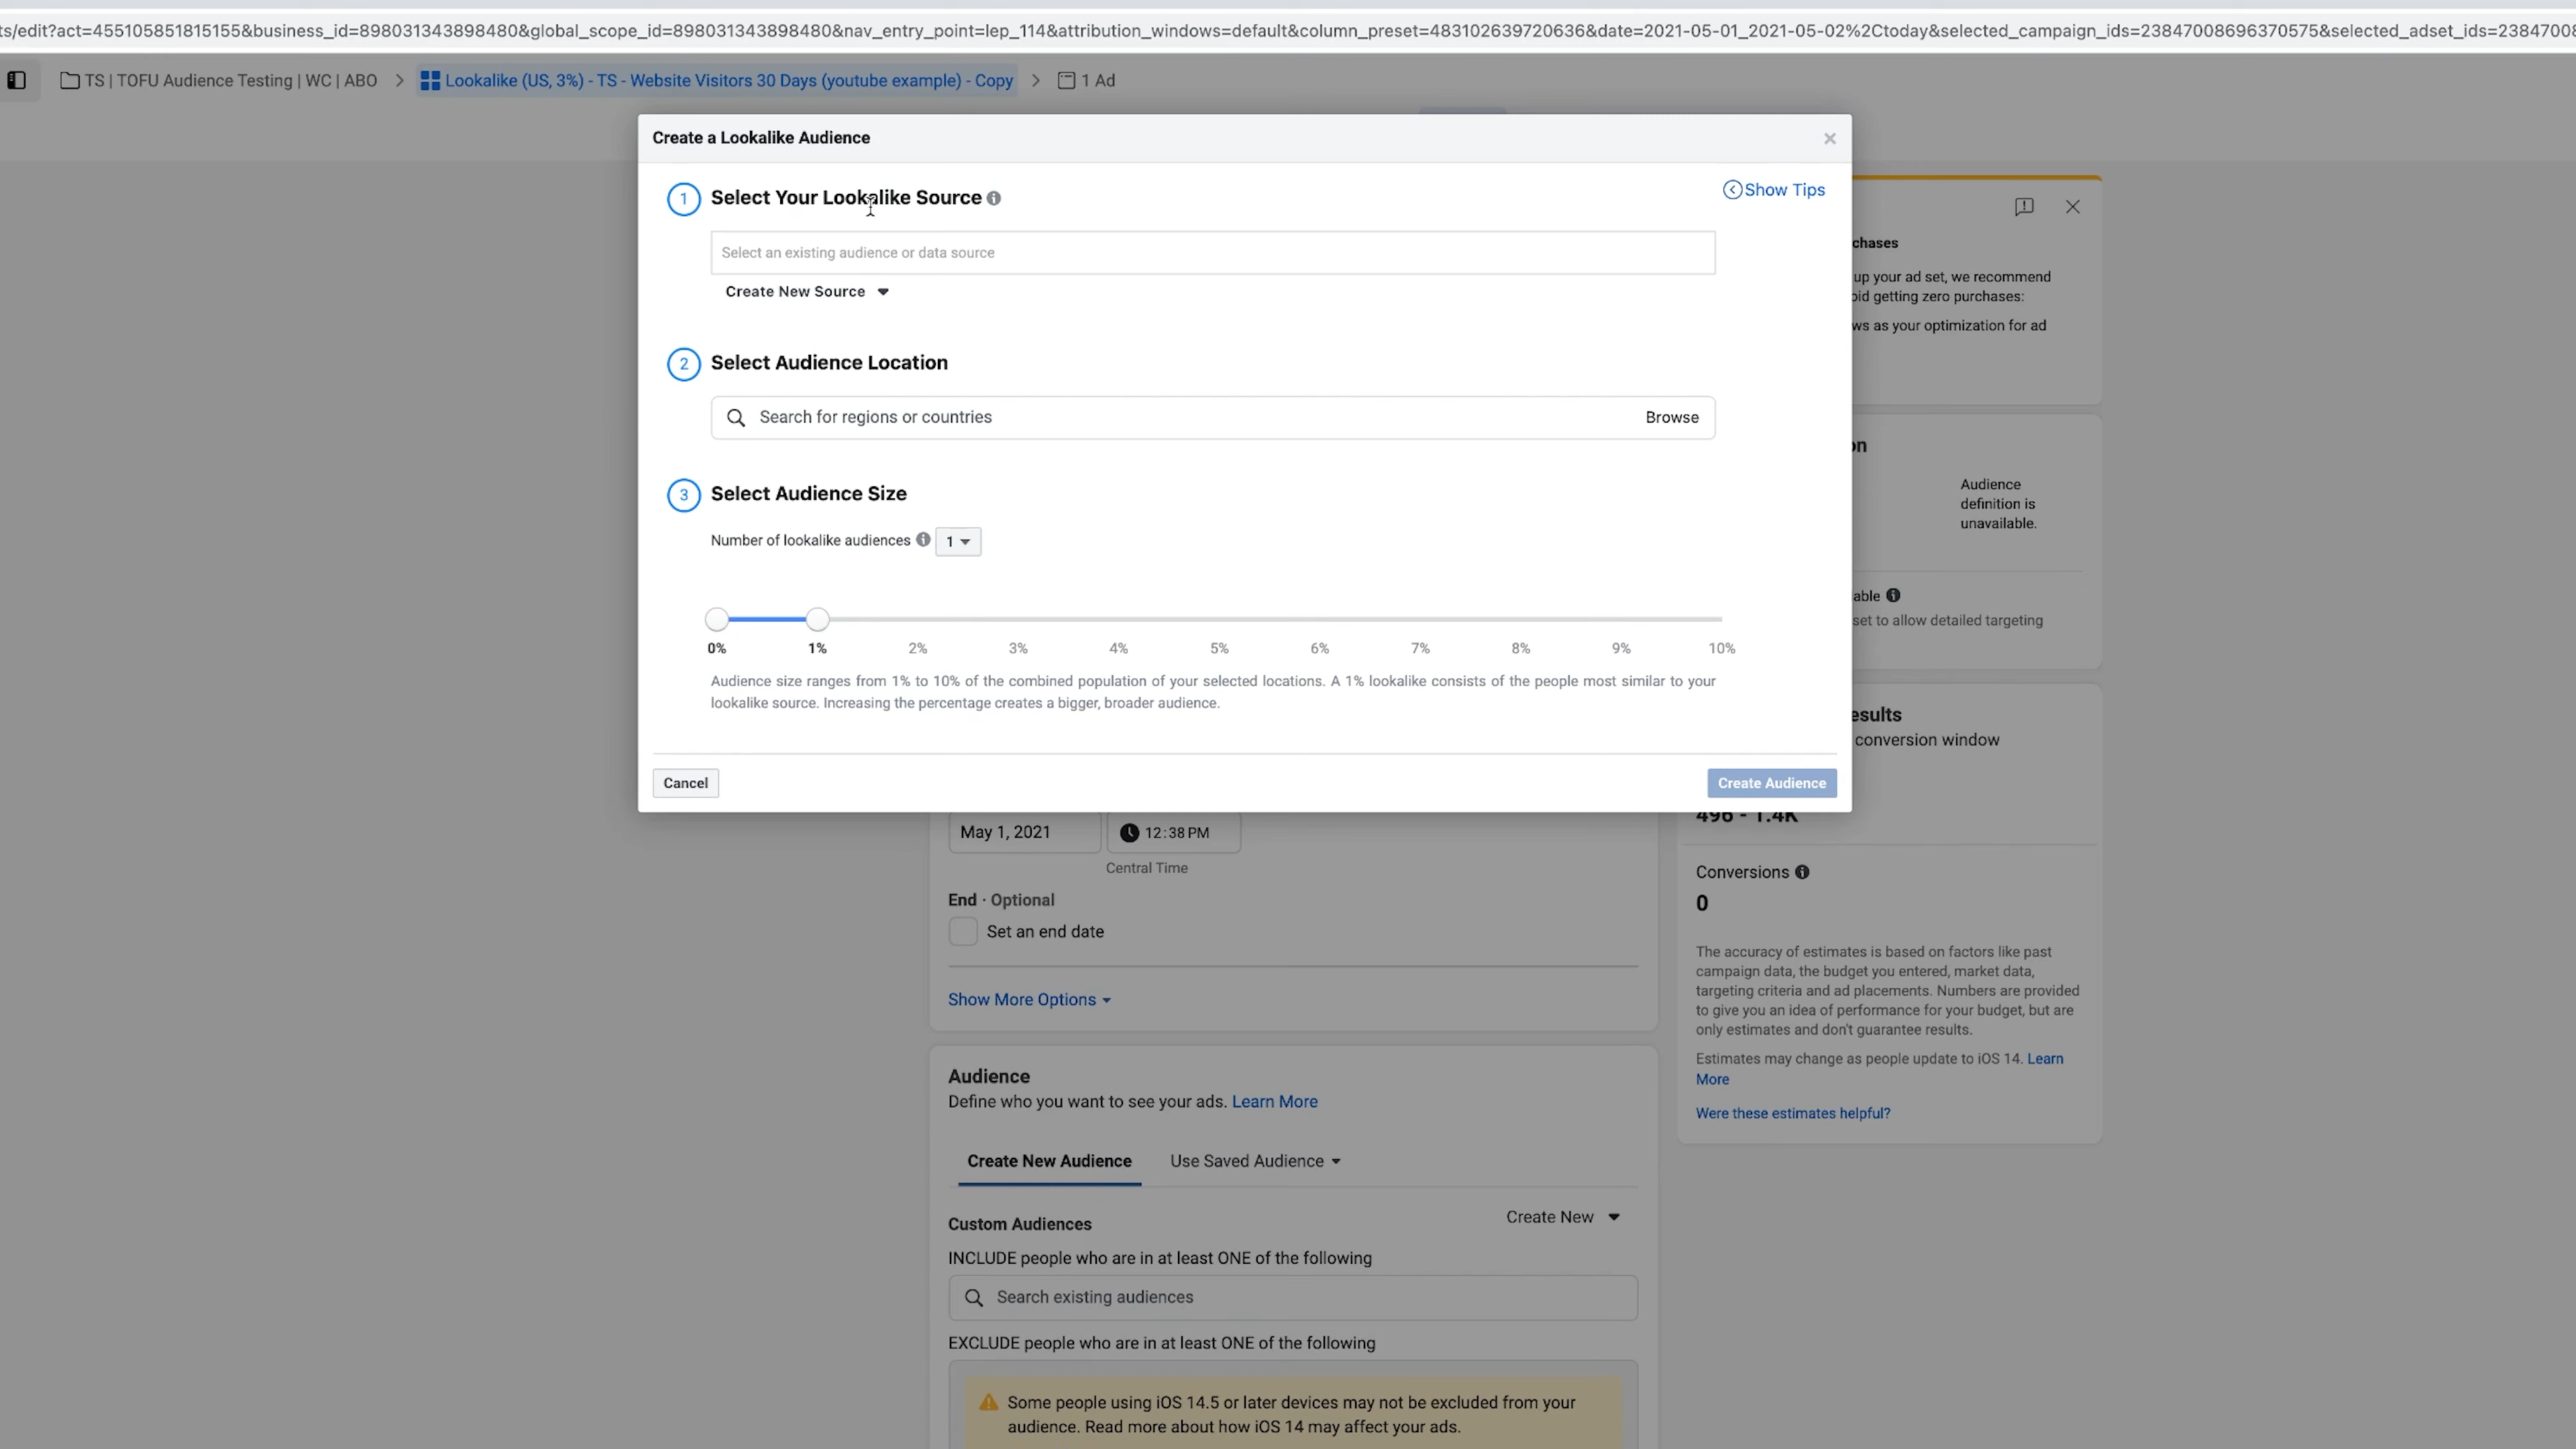 ts/edit?act=455105851815155&business_id=898031343898480&global_scope_id=898031343898480&nav_entry_point=lep_114&attribution_windows=default&column_preset=483102639720636&date=2021-05-01_2021-05-02%2Ctoday&selected_campaign_ids=23847008696370575&selected_adset_ids=23847008
TS | TOFU Audience Testing | WC | ABO > Lookalike (US, 3%) - TS - Website Visitors 30 Days (youtube example) - Copy > 1 Ad
Create a Lookalike Audience
1 Select Your Lookalike Source
Show Tips
Select an existing audience or data source
Create New Source
2 Select Audience Location
Search for regions or countries Browse
3 Select Audience Size
Number of lookalike audiences 1
0% 1% 2% 3% 4% 5% 6% 7% 8% 9% 10%
Audience size ranges from 1% to 10% of the combined population of your selected locations. A 1% lookalike consists of the people most similar to your
lookalike source. Increasing the percentage creates a bigger, broader audience.
Cancel Create Audience
chases
up your ad set, we recommend
oid getting zero purchases:
ws as your optimization for ad
on
Audience
definition is
unavailable.
able
set to allow detailed targeting
esults
conversion window
496 - 1.4K
Conversions
0
The accuracy of estimates is based on factors like past
campaign data, the budget you entered, market data,
targeting criteria and ad placements. Numbers are provided
to give you an idea of performance for your budget, but are
only estimates and don't guarantee results.
Estimates may change as people update to iOS 14. Learn
More
Were these estimates helpful?
May 1, 2021 12:38 PM
Central Time
End · Optional
Set an end date
Show More Options
Audience
Define who you want to see your ads. Learn More
Create New Audience Use Saved Audience
Custom Audiences Create New
INCLUDE people who are in at least ONE of the following
Search existing audiences
EXCLUDE people who are in at least ONE of the following
Some people using iOS 14.5 or later devices may not be excluded from your
audience. Read more about how iOS 14 may affect your ads.